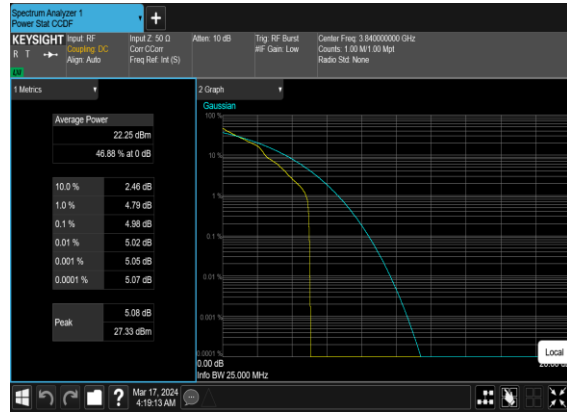 Spectrum Analyzer 1
Power Stat CCDF
+
KEYSIGHT
R T
Input: RF
Coupling: DC
Align: Auto
Input Z: 50 Ω
Corr CCorr
Freq Ref: Int (S)
Atten: 10 dB
Trig: RF Burst
#IF Gain: Low
Center Freq: 3.840000000 GHz
Counts: 1.00 M/1.00 Mpt
Radio Std: None
1 Metrics
Average Power
22.25 dBm
46.88 % at 0 dB
10.0 % 2.46 dB
1.0 % 4.79 dB
0.1 % 4.98 dB
0.01 % 5.02 dB
0.001 % 5.05 dB
0.0001 % 5.07 dB
Peak
5.08 dB
27.33 dBm
2 Graph
Gaussian
100 %
10 %
1 %
0.1 %
0.01 %
0.001 %
0.0001 %
0.00 dB
Info BW 25.000 MHz
Local
?
Mar 17, 2024
4:19:13 AM